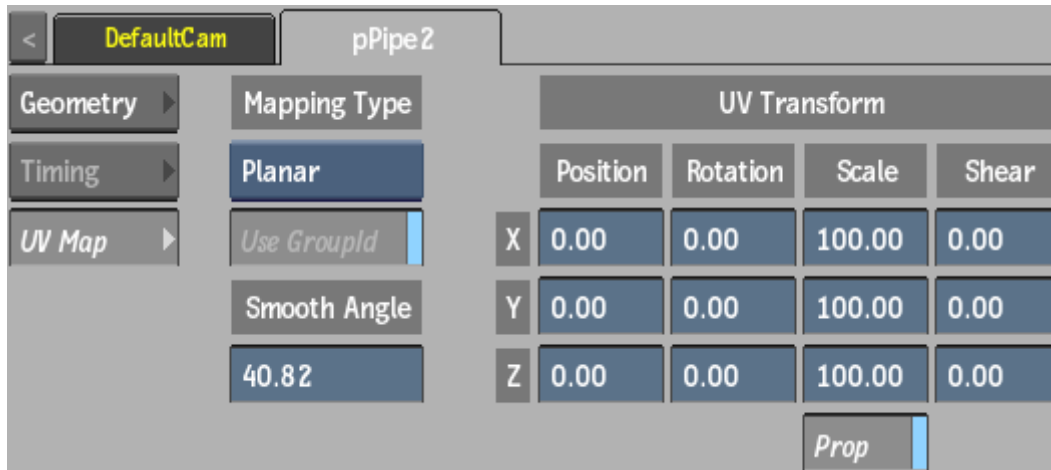 < DefaultCam pPipe2
Geometry Mapping Type UV Transform
Timing Planar Position Rotation Scale Shear
UV Map Use GroupId X 0.00 0.00 100.00 0.00
Smooth Angle Y 0.00 0.00 100.00 0.00
40.82 Z 0.00 0.00 100.00 0.00
Prop